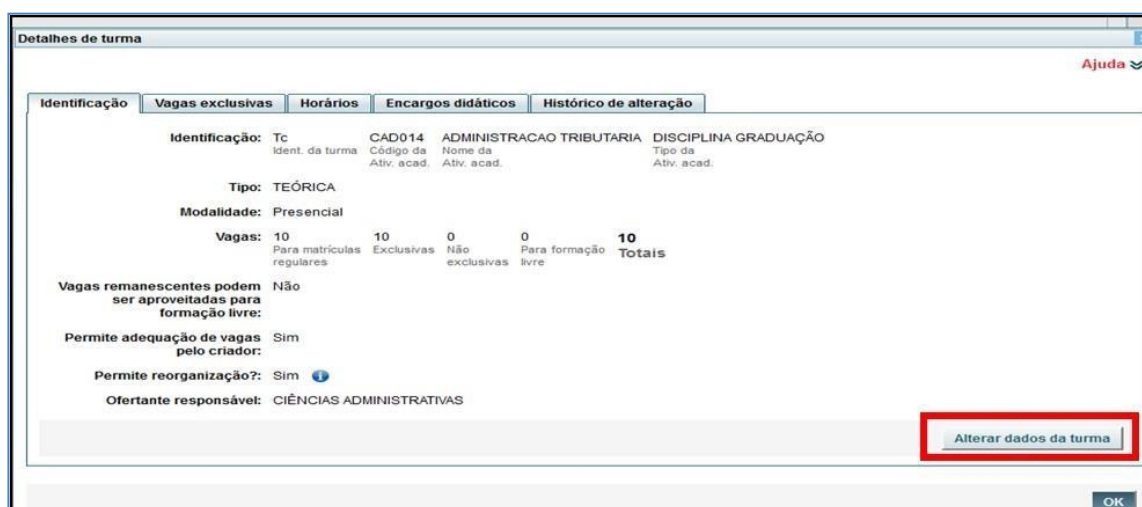 Detalhes de turma
Ajuda
Identificação Vagas exclusivas Horários Encargos didáticos Histórico de alteração
Identificação: Tc CAD014 ADMINISTRACAO TRIBUTARIA DISCIPLINA GRADUAÇÃO
Ident. da turma Código da Nome da Tipo da
Ativ. acad. Ativ. acad. Ativ. acad.
Tipo: TEÓRICA
Modalidade: Presencial
Vagas: 10 10 0 0 10
Para matrículas Exclusivas Não Para formação Totais
regulares exclusivas livre
Vagas remanescentes podem Não
ser aproveitadas para
formação livre:
Permite adequação de vagas Sim
pelo criador:
Permite reorganização?: Sim
Ofertante responsável: CIÊNCIAS ADMINISTRATIVAS
Alterar dados da turma
OK